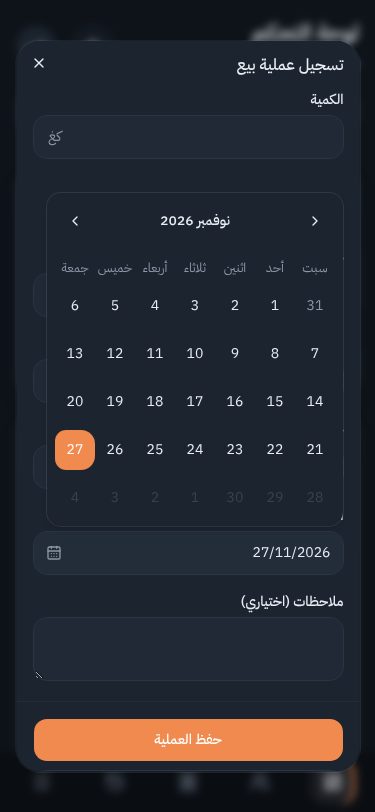 لوحة التحكم
تسجيل عملية بيع
الكمية
كغ
نوفمبر 2026
سبت أحد اثنين ثلاثاء أربعاء خميس جمعة
31 1 2 3 4 5 6
7 8 9 10 11 12 13
14 15 16 17 18 19 20
21 22 23 24 25 26 27
28 29 30 1 2 3 4
27/11/2026
ملاحظات (اختياري)
حفظ العملية